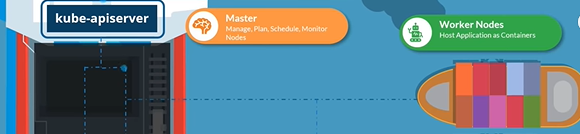 kube-apiserver
Master
Manage, Plan, Schedule, Monitor
Nodes
Worker Nodes
Host Application as Containers